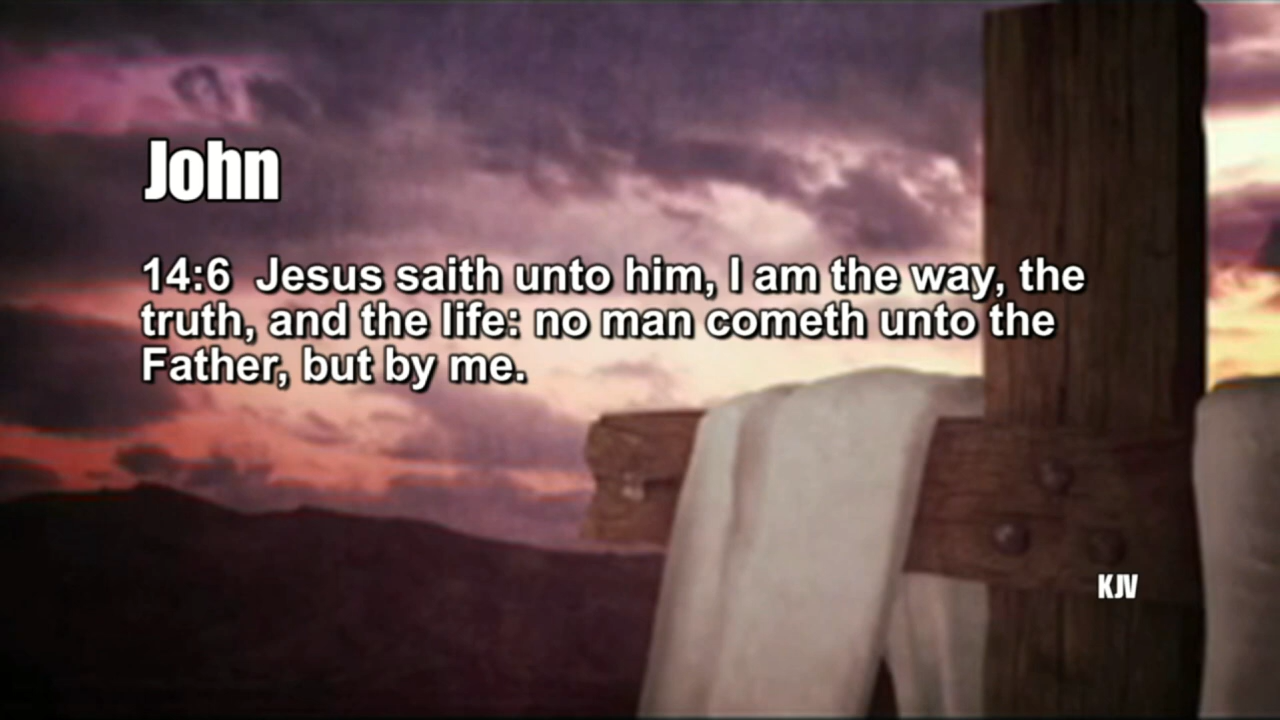 John
14:6  Jesus saith unto him, I am the way, the
truth, and the life: no man cometh unto the
Father, but by me.
KJV